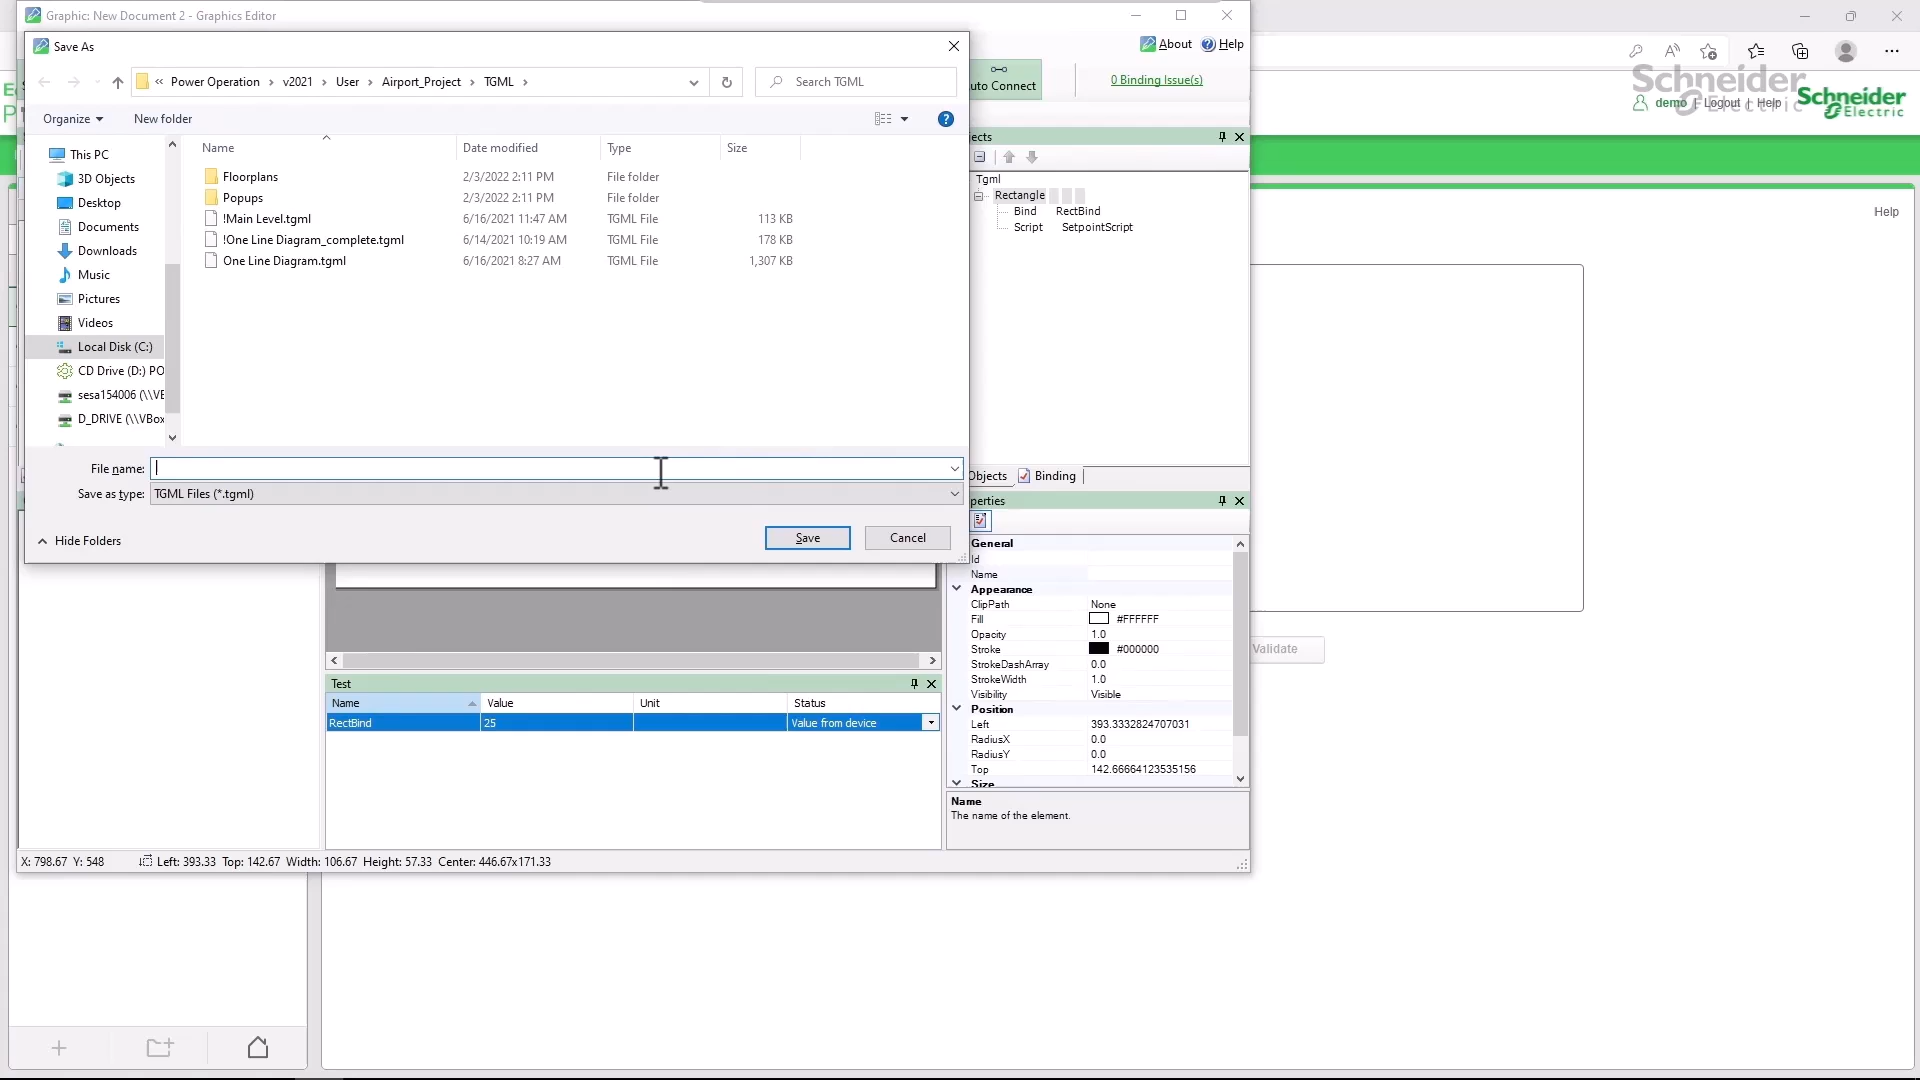 Graphic: New Document 2 - Graphics Editor
Save As
About Help
« Power Operation › v2021 › User › Airport_Project › TGML ›
Search TGML
uto Connect
0 Binding Issue(s)
Schneider Electric
demo | Logout | Help
Schneider Electric
Organize New folder
ects
This PC
3D Objects
Desktop
Documents
Downloads
Music
Pictures
Videos
Local Disk (C:)
CD Drive (D:) PO
sesa154006 (\\VE
D_DRIVE (\\VBox
Name Date modified Type Size
Floorplans 2/3/2022 2:11 PM File folder
Popups 2/3/2022 2:11 PM File folder
!Main Level.tgml 6/16/2021 11:47 AM TGML File 113 KB
!One Line Diagram_complete.tgml 6/14/2021 10:19 AM TGML File 178 KB
One Line Diagram.tgml 6/16/2021 8:27 AM TGML File 1,307 KB
Tgml
Rectangle
Bind RectBind
Script SetpointScript
Help
File name:
Save as type: TGML Files (*.tgml)
Hide Folders
Save Cancel
Objects Binding
perties
General
Id
Name
Appearance
ClipPath None
Fill #FFFFFF
Opacity 1.0
Stroke #000000
StrokeDashArray 0.0
StrokeWidth 1.0
Visibility Visible
Position
Left 393.3332824707031
RadiusX 0.0
RadiusY 0.0
Top 142.66664123535156
Size
Name
The name of the element.
Validate
Test
Name Value Unit Status
RectBind 25 Value from device
X: 798.67 Y: 548 Left: 393.33 Top: 142.67 Width: 106.67 Height: 57.33 Center: 446.67x171.33